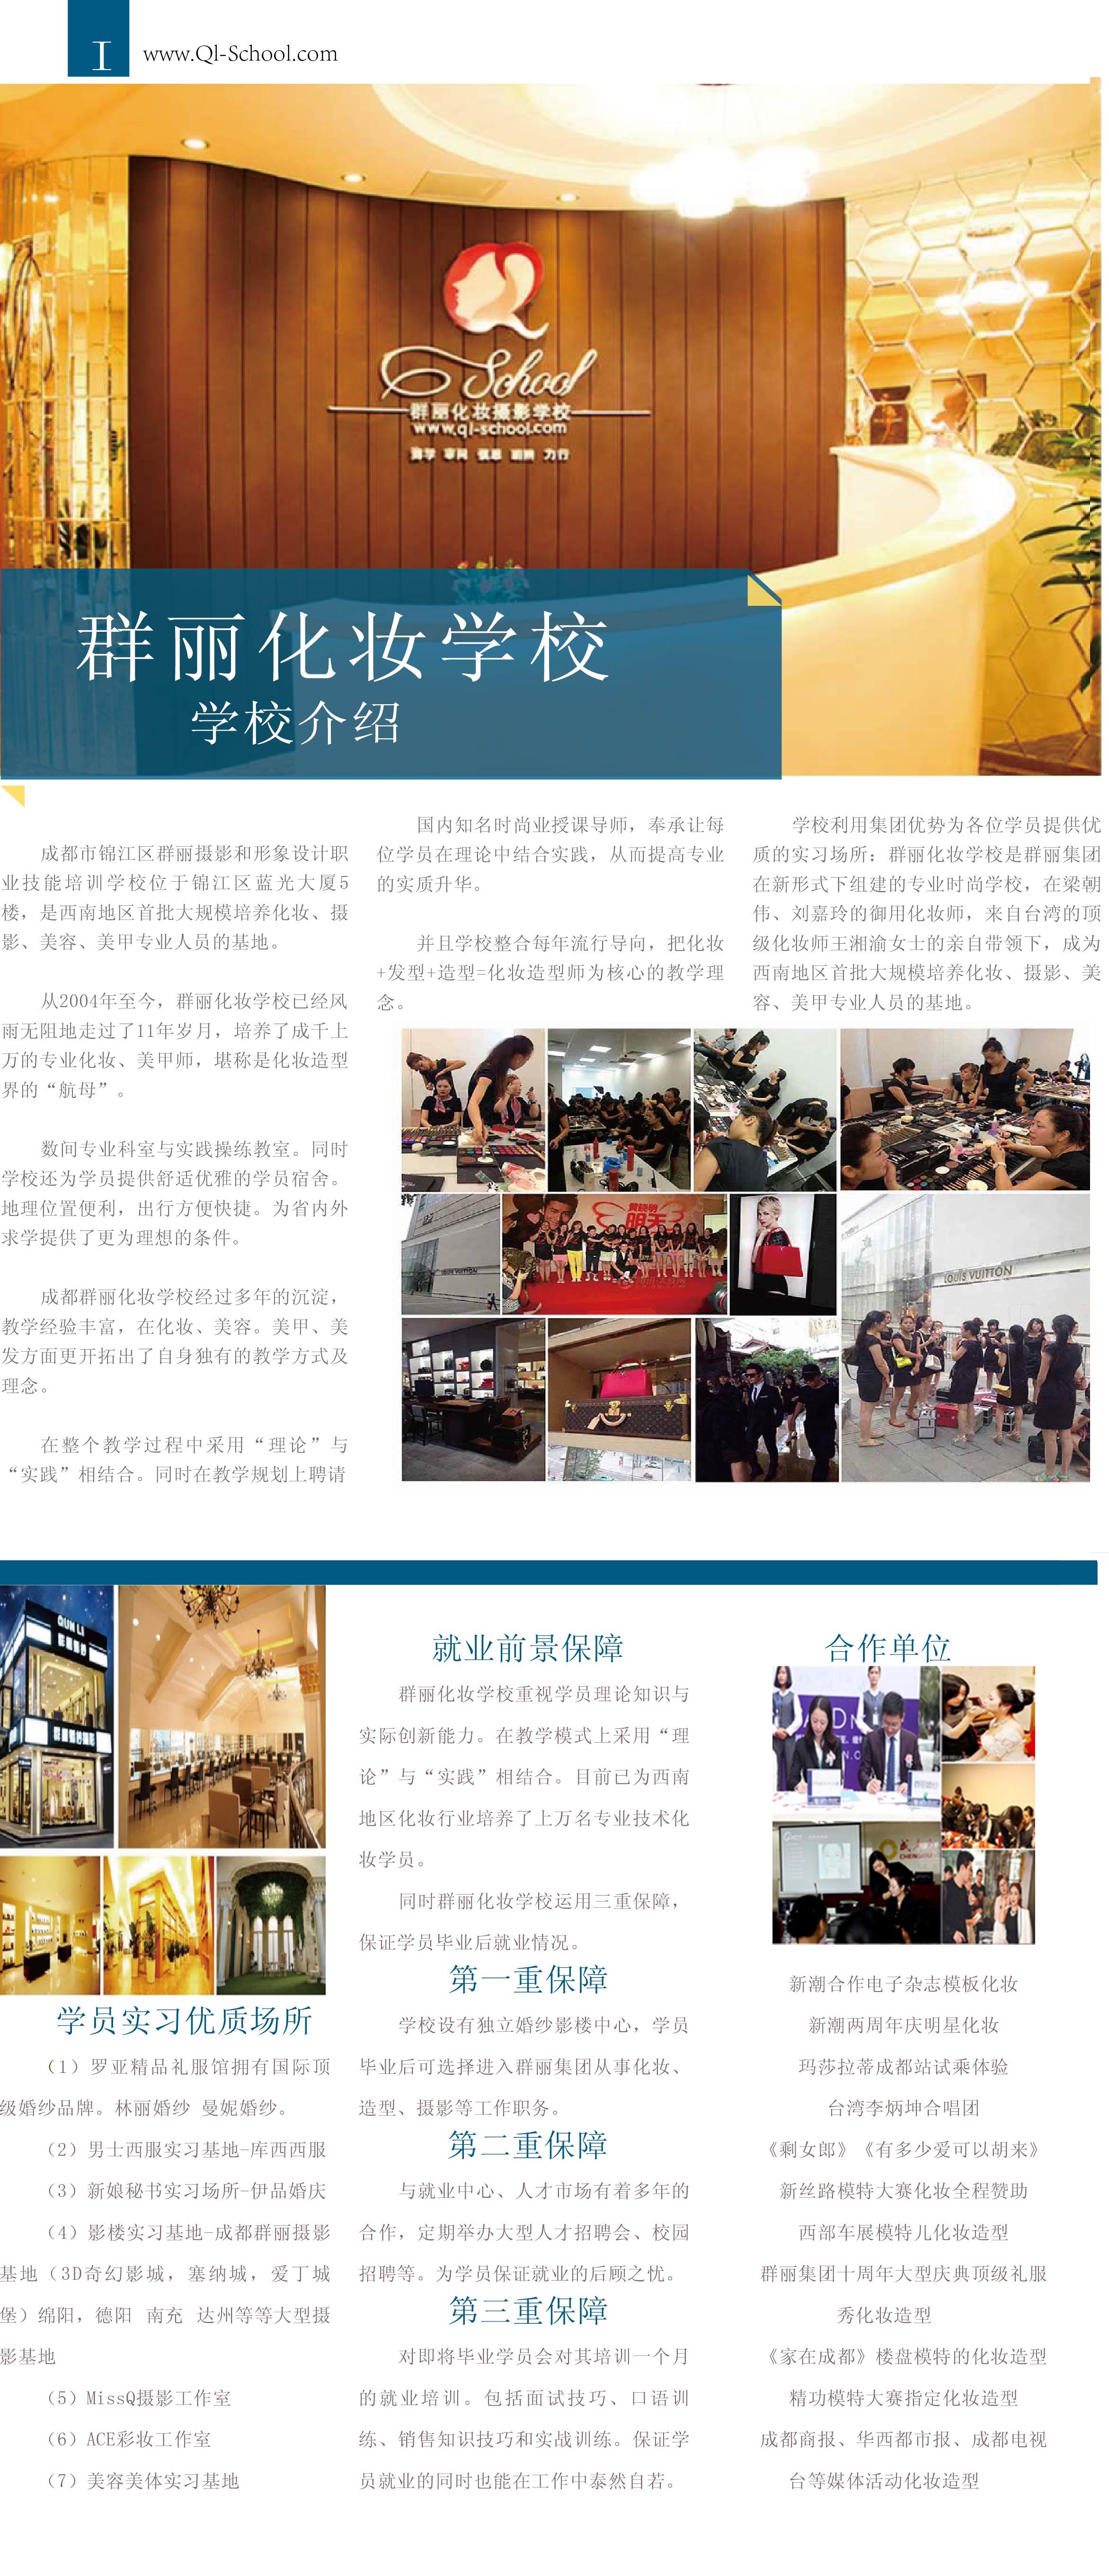 I
www.Ql-School.com
School
群丽化妆摄影学校
www.ql-school.com
群丽化妆学校
学校介绍
成都市锦江区群丽摄影和形象设计职
业技能培训学校位于锦江区蓝光大厦5
楼，是西南地区首批大规模培养化妆、摄
影、美容、美甲专业人员的基地。
从2004年至今，群丽化妆学校已经风
雨无阻地走过了11年岁月，培养了成千上
万的专业化妆、美甲师，堪称是化妆造型
界的“航母”。
数间专业科室与实践操练教室。同时
学校还为学员提供舒适优雅的学员宿舍。
地理位置便利，出行方便快捷。为省内外
求学提供了更为理想的条件。
成都群丽化妆学校经过多年的沉淀，
教学经验丰富，在化妆、美容。美甲、美
发方面更开拓出了自身独有的教学方式及
理念。
在整个教学过程中采用“理论”与
“实践”相结合。同时在教学规划上聘请
国内知名时尚业授课导师，奉承让每
位学员在理论中结合实践，从而提高专业
的实质升华。
并且学校整合每年流行导向，把化妆
+发型+造型=化妆造型师为核心的教学理
念。
学校利用集团优势为各位学员提供优
质的实习场所：群丽化妆学校是群丽集团
在新形式下组建的专业时尚学校，在梁朝
伟、刘嘉玲的御用化妆师，来自台湾的顶
级化妆师王湘渝女士的亲自带领下，成为
西南地区首批大规模培养化妆、摄影、美
容、美甲专业人员的基地。
LOUIS VUITTON
黄晓明
明天
LOUIS VUITTON
QUN LI
学员实习优质场所
（1）罗亚精品礼服馆拥有国际顶
级婚纱品牌。林丽婚纱 曼妮婚纱。
（2）男士西服实习基地-库西西服
（3）新娘秘书实习场所-伊品婚庆
（4）影楼实习基地-成都群丽摄影
基地（3D奇幻影城，塞纳城，爱丁城
堡）绵阳，德阳 南充 达州等等大型摄
影基地
（5）MissQ摄影工作室
（6）ACE彩妆工作室
（7）美容美体实习基地
就业前景保障
群丽化妆学校重视学员理论知识与
实际创新能力。在教学模式上采用“理
论”与“实践”相结合。目前已为西南
地区化妆行业培养了上万名专业技术化
妆学员。
同时群丽化妆学校运用三重保障，
保证学员毕业后就业情况。
第一重保障
学校设有独立婚纱影楼中心，学员
毕业后可选择进入群丽集团从事化妆、
造型、摄影等工作职务。
第二重保障
与就业中心、人才市场有着多年的
合作，定期举办大型人才招聘会、校园
招聘等。为学员保证就业的后顾之忧。
第三重保障
对即将毕业学员会对其培训一个月
的就业培训。包括面试技巧、口语训
练、销售知识技巧和实战训练。保证学
员就业的同时也能在工作中泰然自若。
合作单位
新潮合作电子杂志模板化妆
新潮两周年庆明星化妆
玛莎拉蒂成都站试乘体验
台湾李炳坤合唱团
《剩女郎》《有多少爱可以胡来》
新丝路模特大赛化妆全程赞助
西部车展模特儿化妆造型
群丽集团十周年大型庆典顶级礼服
秀化妆造型
《家在成都》楼盘模特的化妆造型
精功模特大赛指定化妆造型
成都商报、华西都市报、成都电视
台等媒体活动化妆造型